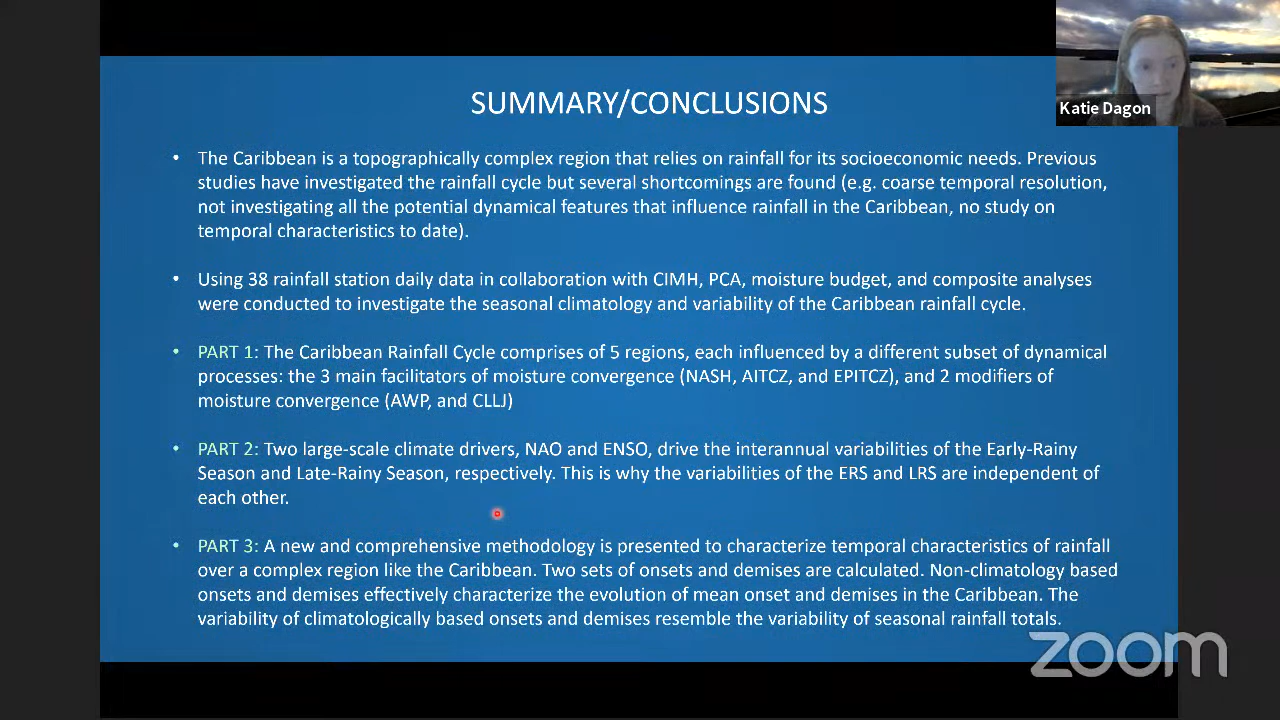 SUMMARY/CONCLUSIONS
Katie Dagon
• The Caribbean is a topographically complex region that relies on rainfall for its socioeconomic needs. Previous
studies have investigated the rainfall cycle but several shortcomings are found (e.g. coarse temporal resolution,
not investigating all the potential dynamical features that influence rainfall in the Caribbean, no study on
temporal characteristics to date).
• Using 38 rainfall station daily data in collaboration with CIMH, PCA, moisture budget, and composite analyses
were conducted to investigate the seasonal climatology and variability of the Caribbean rainfall cycle.
• PART 1: The Caribbean Rainfall Cycle comprises of 5 regions, each influenced by a different subset of dynamical
processes: the 3 main facilitators of moisture convergence (NASH, AITCZ, and EPITCZ), and 2 modifiers of
moisture convergence (AWP, and CLLJ)
• PART 2: Two large-scale climate drivers, NAO and ENSO, drive the interannual variabilities of the Early-Rainy
Season and Late-Rainy Season, respectively. This is why the variabilities of the ERS and LRS are independent of
each other.
• PART 3: A new and comprehensive methodology is presented to characterize temporal characteristics of rainfall
over a complex region like the Caribbean. Two sets of onsets and demises are calculated. Non-climatology based
onsets and demises effectively characterize the evolution of mean onset and demises in the Caribbean. The
variability of climatologically based onsets and demises resemble the variability of seasonal rainfall totals.
zoom